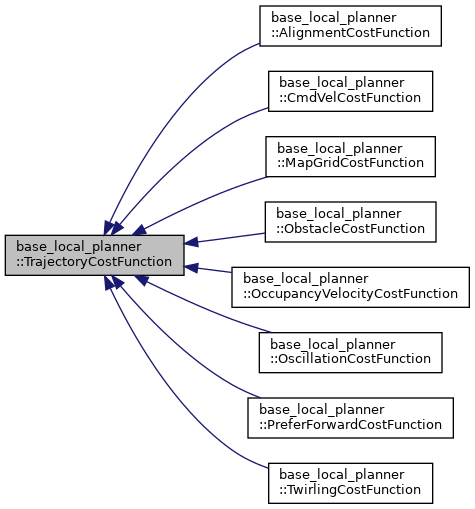 base_local_planner
::AlignmentCostFunction
base_local_planner
::CmdVelCostFunction
base_local_planner
::MapGridCostFunction
base_local_planner
::ObstacleCostFunction
base_local_planner
::TrajectoryCostFunction
base_local_planner
::OccupancyVelocityCostFunction
base_local_planner
::OscillationCostFunction
base_local_planner
::PreferForwardCostFunction
base_local_planner
::TwirlingCostFunction